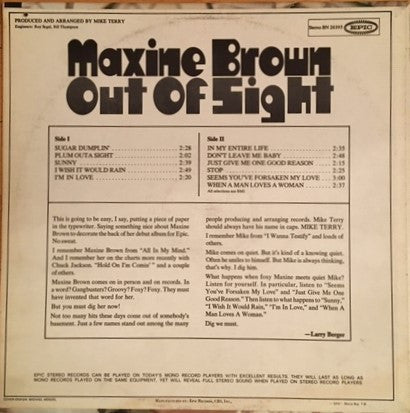 PRODUCED AND ARRANGED BY MIKE TERRY
Engineers: Roy Segal, Bill Thompson
Stereo BN 26395
EPIC
Maxine Brown
Out Of Sight
Side I
SUGAR DUMPLIN' 2:28
PLUM OUTA SIGHT 2:02
SUNNY 2:39
I WISH IT WOULD RAIN 2:49
I'M IN LOVE 2:20
Side II
IN MY ENTIRE LIFE 2:35
DON'T LEAVE ME BABY 2:48
JUST GIVE ME ONE GOOD REASON 2:15
STOP 2:25
SEEMS YOU'VE FORSAKEN MY LOVE 3:00
WHEN A MAN LOVES A WOMAN 2:37
All selections are BMI
This is going to be easy, I say, putting a piece of paper
in the typewriter. Saying something nice about Maxine
Brown to decorate the back of her debut album for Epic.
No sweat.
I remember Maxine Brown from "All In My Mind."
And I remember her on the charts more recently with
Chuck Jackson. "Hold On I'm Comin'" and a couple
of others.
Maxine Brown comes on in person and on records. In
a word? Gangbusters? Groovy? Foxy? Foxy. They must
have invented that word for her.
But you must dig her now!
Not too many hits these days come out of somebody's
basement. Just a few names stand out among the many
people producing and arranging records. Mike Terry
should always have his name in caps. MIKE TERRY.
I remember Mike from "I Wanna Testify" and loads of
others.
Mike comes on quiet. But it's kind of a knowing quiet.
Often he smiles to himself. But Mike is always thinking,
that's why. I dig him.
What happens when foxy Maxine meets quiet Mike?
Listen for yourself. In particular, listen to "Seems
You've Forsaken My Love" and "Just Give Me One
Good Reason." Then listen to what happens to "Sunny,"
"I Wish It Would Rain," "I'm In Love," and "When A
Man Loves A Woman."
Dig we must.
—Larry Berger
EPIC STEREO RECORDS CAN BE PLAYED ON TODAY'S MONO RECORD PLAYERS WITH EXCELLENT RESULTS. THEY WILL LAST AS LONG AS
MONO RECORDS PLAYED ON THE SAME EQUIPMENT, YET WILL REVEAL FULL STEREO SOUND WHEN PLAYED ON STEREO RECORD PLAYERS